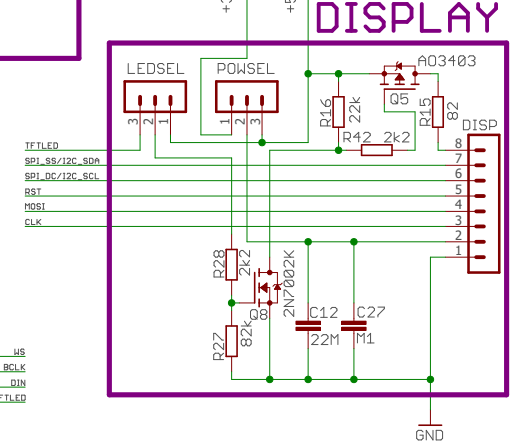 DISPLAY
LEDSEL
POWSEL
AO3403
3
2
1
1
2
3
R16
22k
Q5
R15
82
DISP
R42
2k2
TFTLED
8
SPI_SS/I2C_SDA
7
SPI_DC/I2C_SCL
6
RST
5
MOSI
4
CLK
3
2
1
R28
2k2
2N7002K
Q8
R27
82k
C12
22M
C27
M1
WS
BCLK
DIN
FTLED
GND